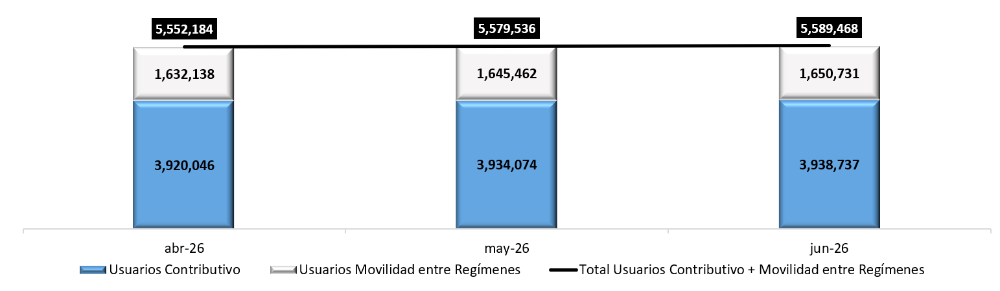 5,552,184 5,579,536 5,589,468
1,632,138 1,645,462 1,650,731
3,920,046 3,934,074 3,938,737
abr-26 may-26 jun-26
Usuarios Contributivo Usuarios Movilidad entre Regímenes Total Usuarios Contributivo + Movilidad entre Regímenes